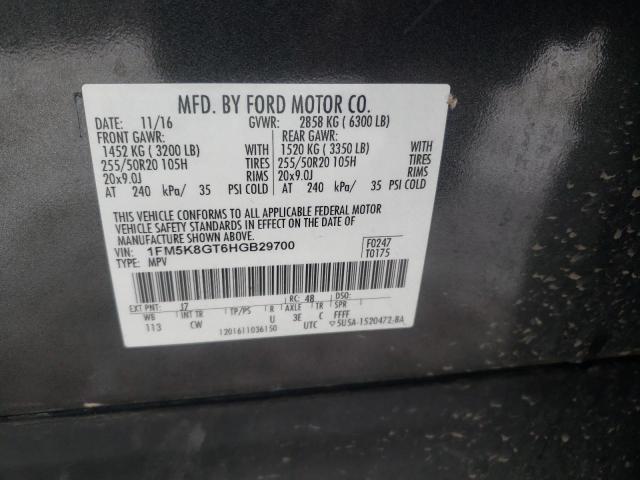 MFD. BY FORD MOTOR CO.
DATE: 11/16 GVWR: 2858 KG ( 6300 LB)
FRONT GAWR: REAR GAWR:
1452 KG ( 3200 LB) WITH 1520 KG ( 3350 LB) WITH
255/50R20 105H TIRES 255/50R20 105H TIRES
20x9.0J RIMS 20x9.0J RIMS
AT 240 kPa/ 35 PSI COLD AT 240 kPa/ 35 PSI COLD
THIS VEHICLE CONFORMS TO ALL APPLICABLE FEDERAL MOTOR
VEHICLE SAFETY STANDARDS IN EFFECT ON THE DATE OF
MANUFACTURE SHOWN ABOVE.
VIN: 1FM5K8GT6HGB29700 F0247
TYPE: MPV T0175
EXT PNT: 17 RC: 48 DSO:
WB INT TR TP/PS R AXLE TR SPR
113 CW U 3E C FFFF
1201611036150 UTC ▽5USA-1520472-BA